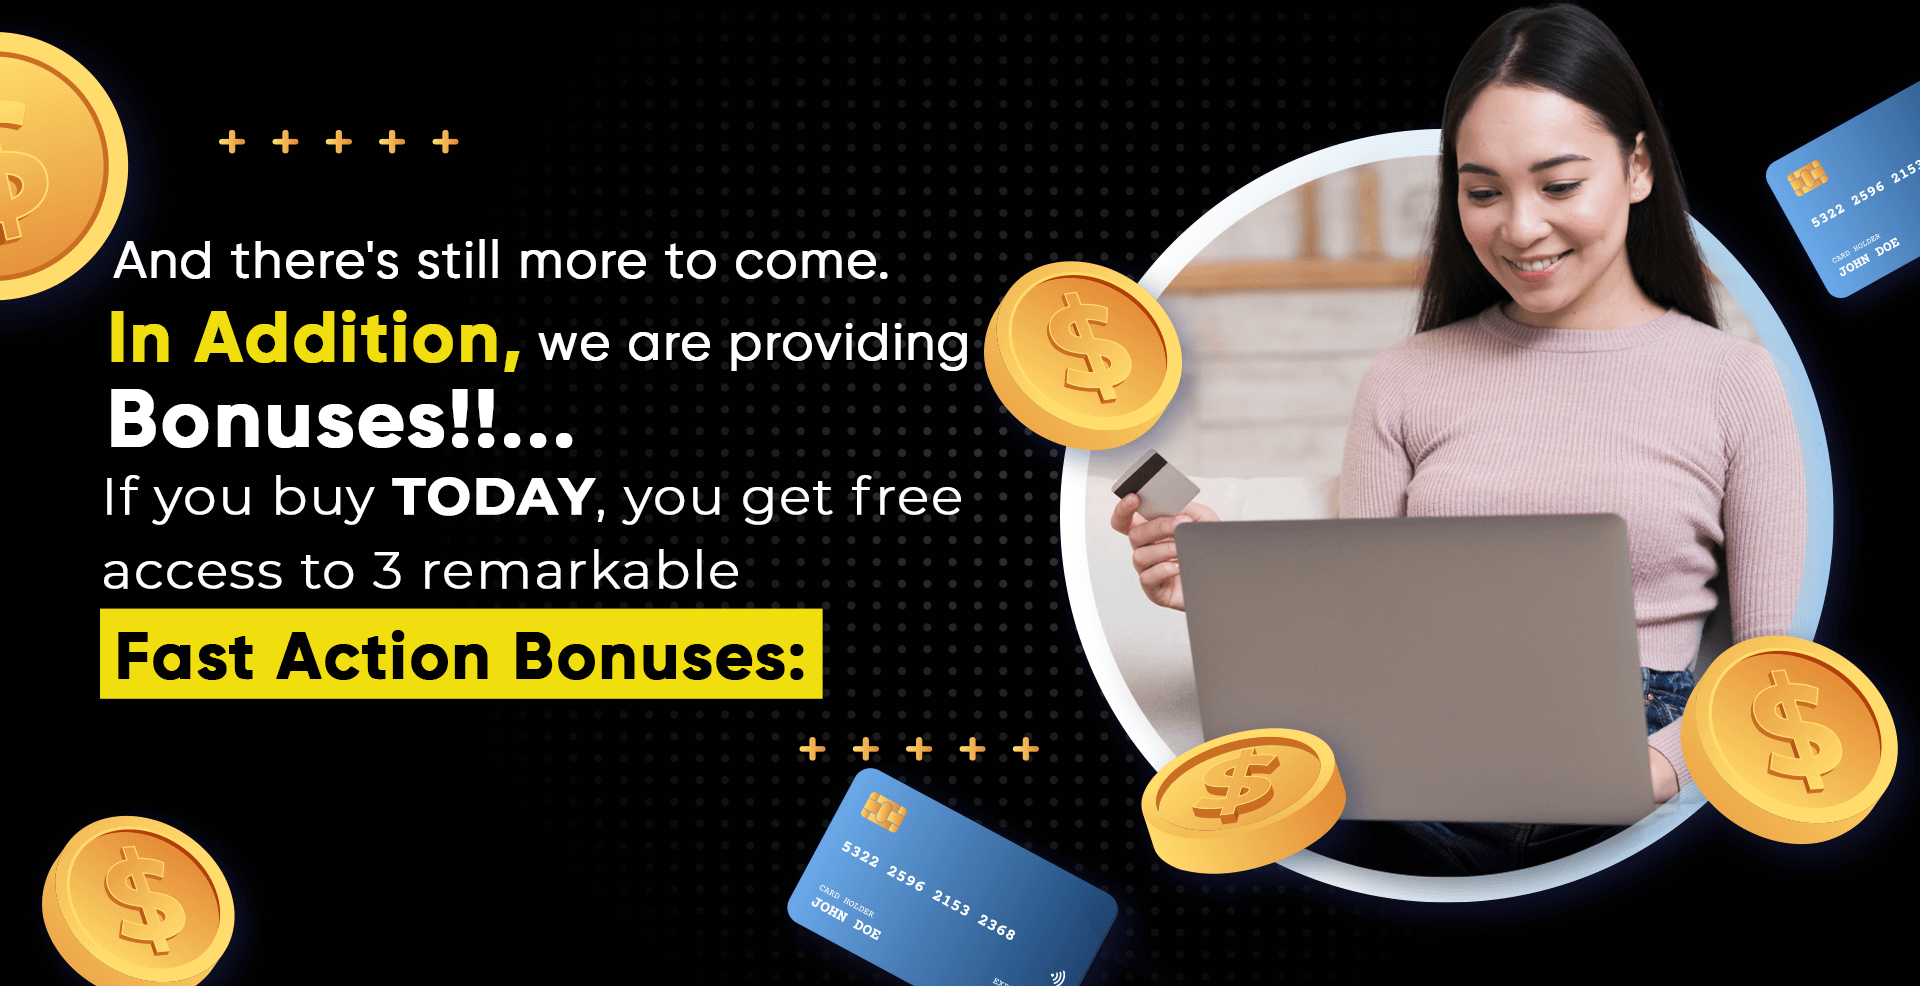 And there's still more to come.
In Addition, we are providing
Bonuses!!...
If you buy TODAY, you get free
access to 3 remarkable
Fast Action Bonuses:
5322 2596 2153 2368
CARD HOLDER
JOHN DOE
5322 2596 2153
CARD HOLDER
JOHN DOE